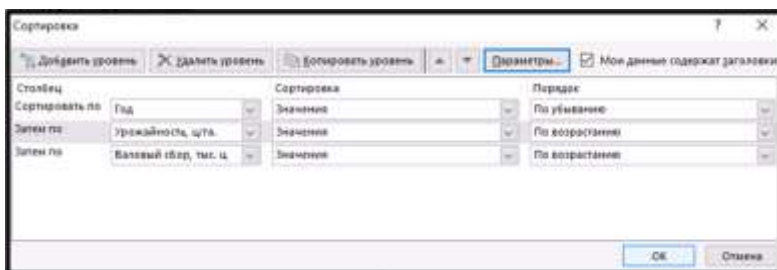 Сортировка ? ×
Добавить уровень Удалить уровень Копировать уровень Параметры... Мои данные содержат заголовки
Столбец Сортировка Порядок
Сортировать по Год Значения По убыванию
Затем по Урожайность, ц/га. Значения По возрастанию
Затем по Валовый сбор, тыс. ц Значения По возрастанию
ОК Отмена